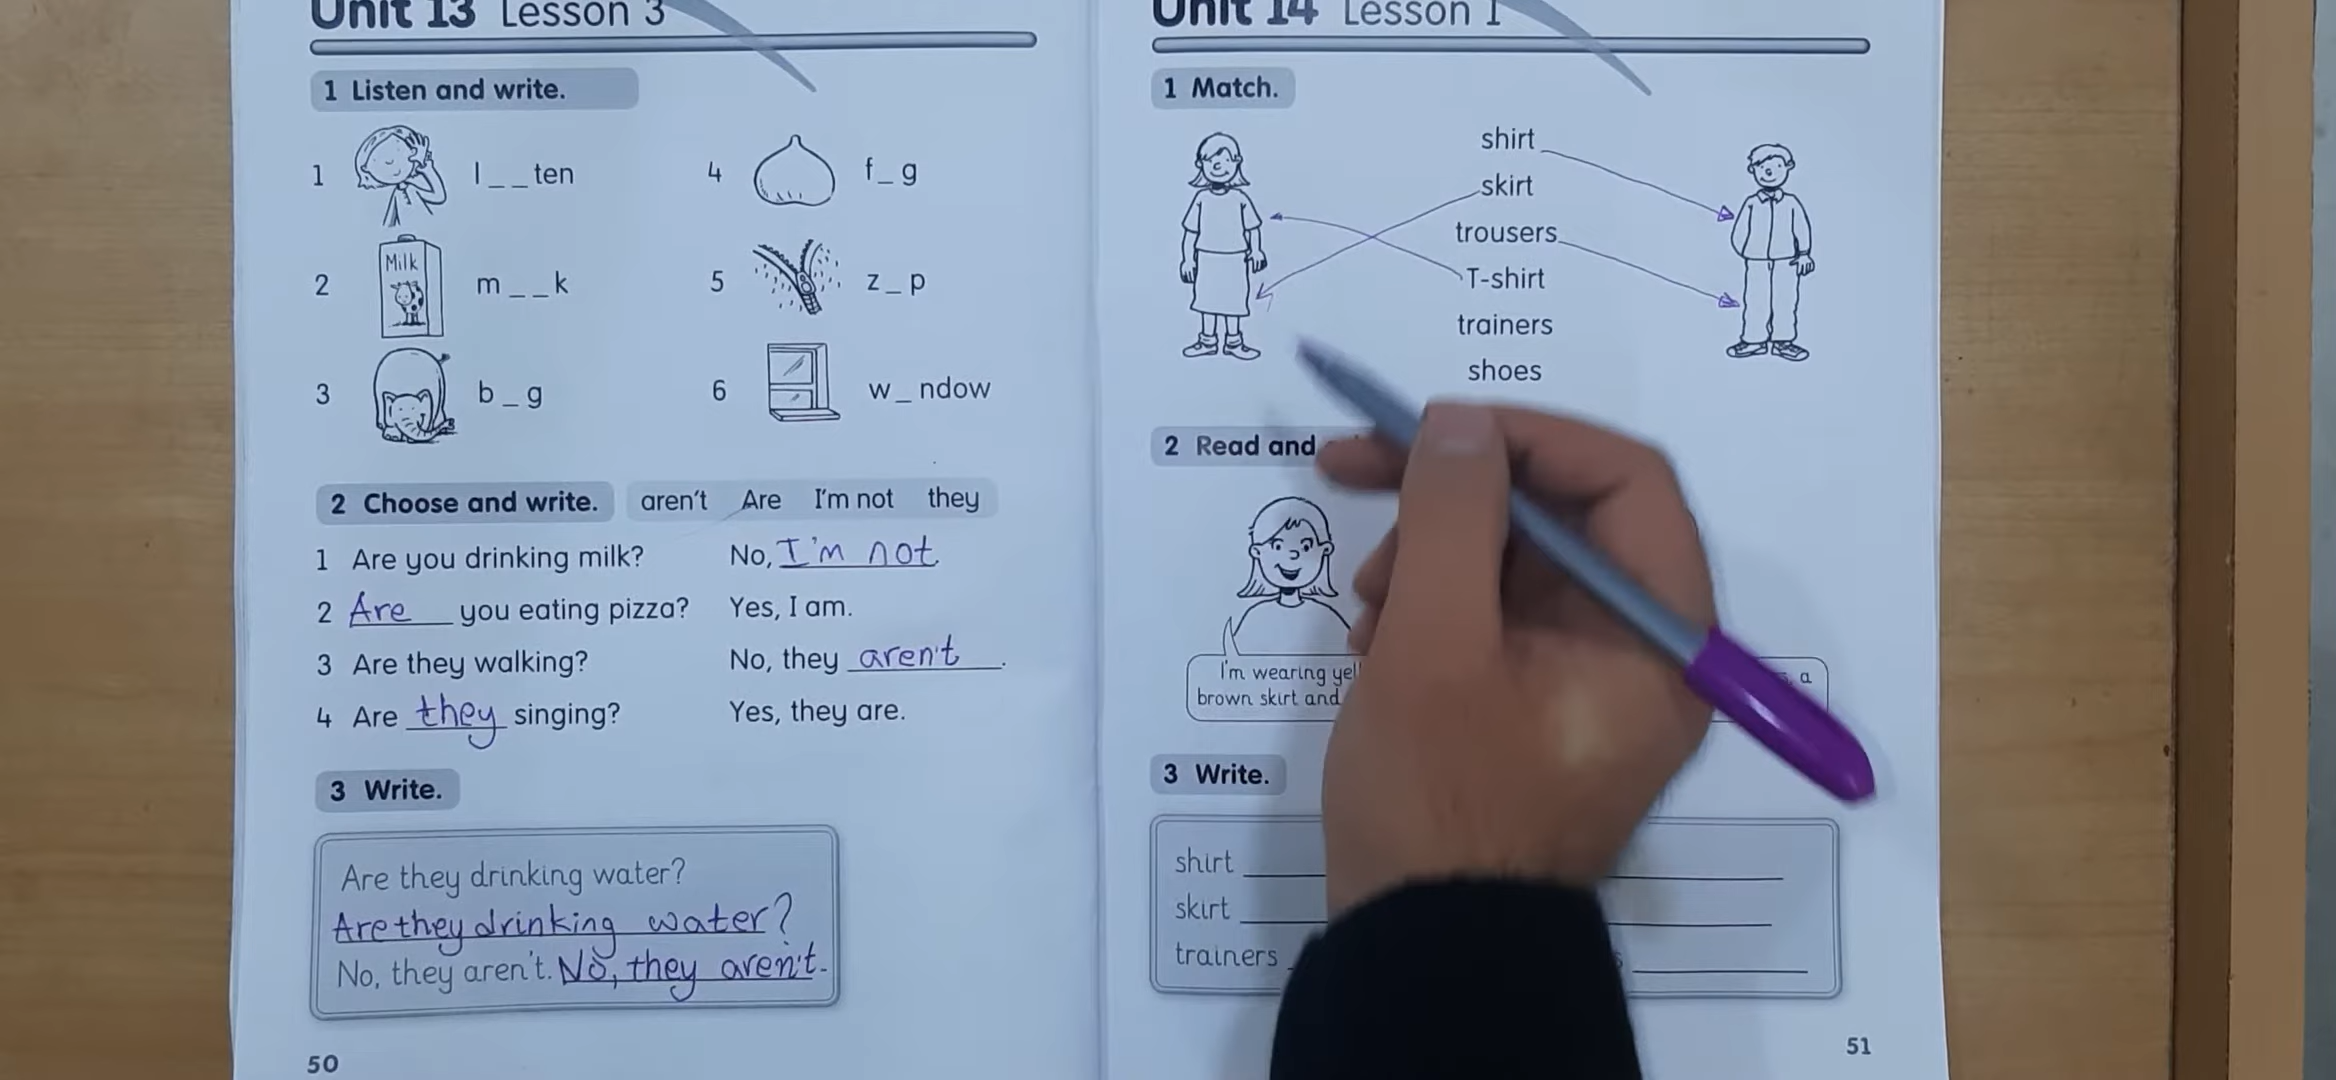 Unit 13 Lesson 3
1 Listen and write.
1 l _ _ ten
2 Milk m _ _ k
3 b _ g
4 f _ g
5 z _ p
6 w _ ndow
2 Choose and write. aren't Are I'm not they
1 Are you drinking milk? No, I'm not.
2 Are you eating pizza? Yes, I am.
3 Are they walking? No, they aren't.
4 Are they singing? Yes, they are.
3 Write.
Are they drinking water?
Are they drinking water?
No, they aren't. No, they aren't.
50
Unit 14 Lesson 1
1 Match.
shirt
skirt
trousers
T-shirt
trainers
shoes
2 Read and
I'm wearing
brown skirt and
a
3 Write.
shirt
skirt
trainers
51